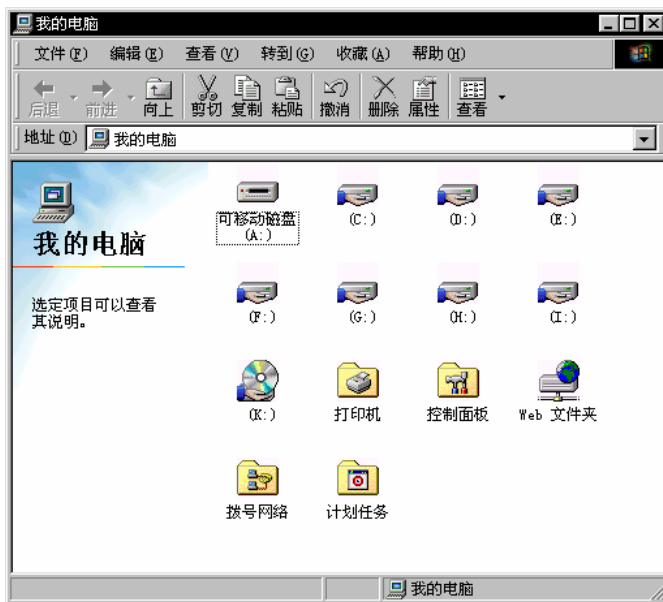 我的电脑
文件(F) 编辑(E) 查看(V) 转到(G) 收藏(A) 帮助(H)
后退 前进 向上 剪切 复制 粘贴 撤消 删除 属性 查看
地址(D) 我的电脑
我的电脑
选定项目可以查看
其说明。
可移动磁盘
(A:)
(C:)
(D:)
(E:)
(F:)
(G:)
(H:)
(I:)
(K:)
打印机
控制面板
Web 文件夹
拨号网络
计划任务
我的电脑